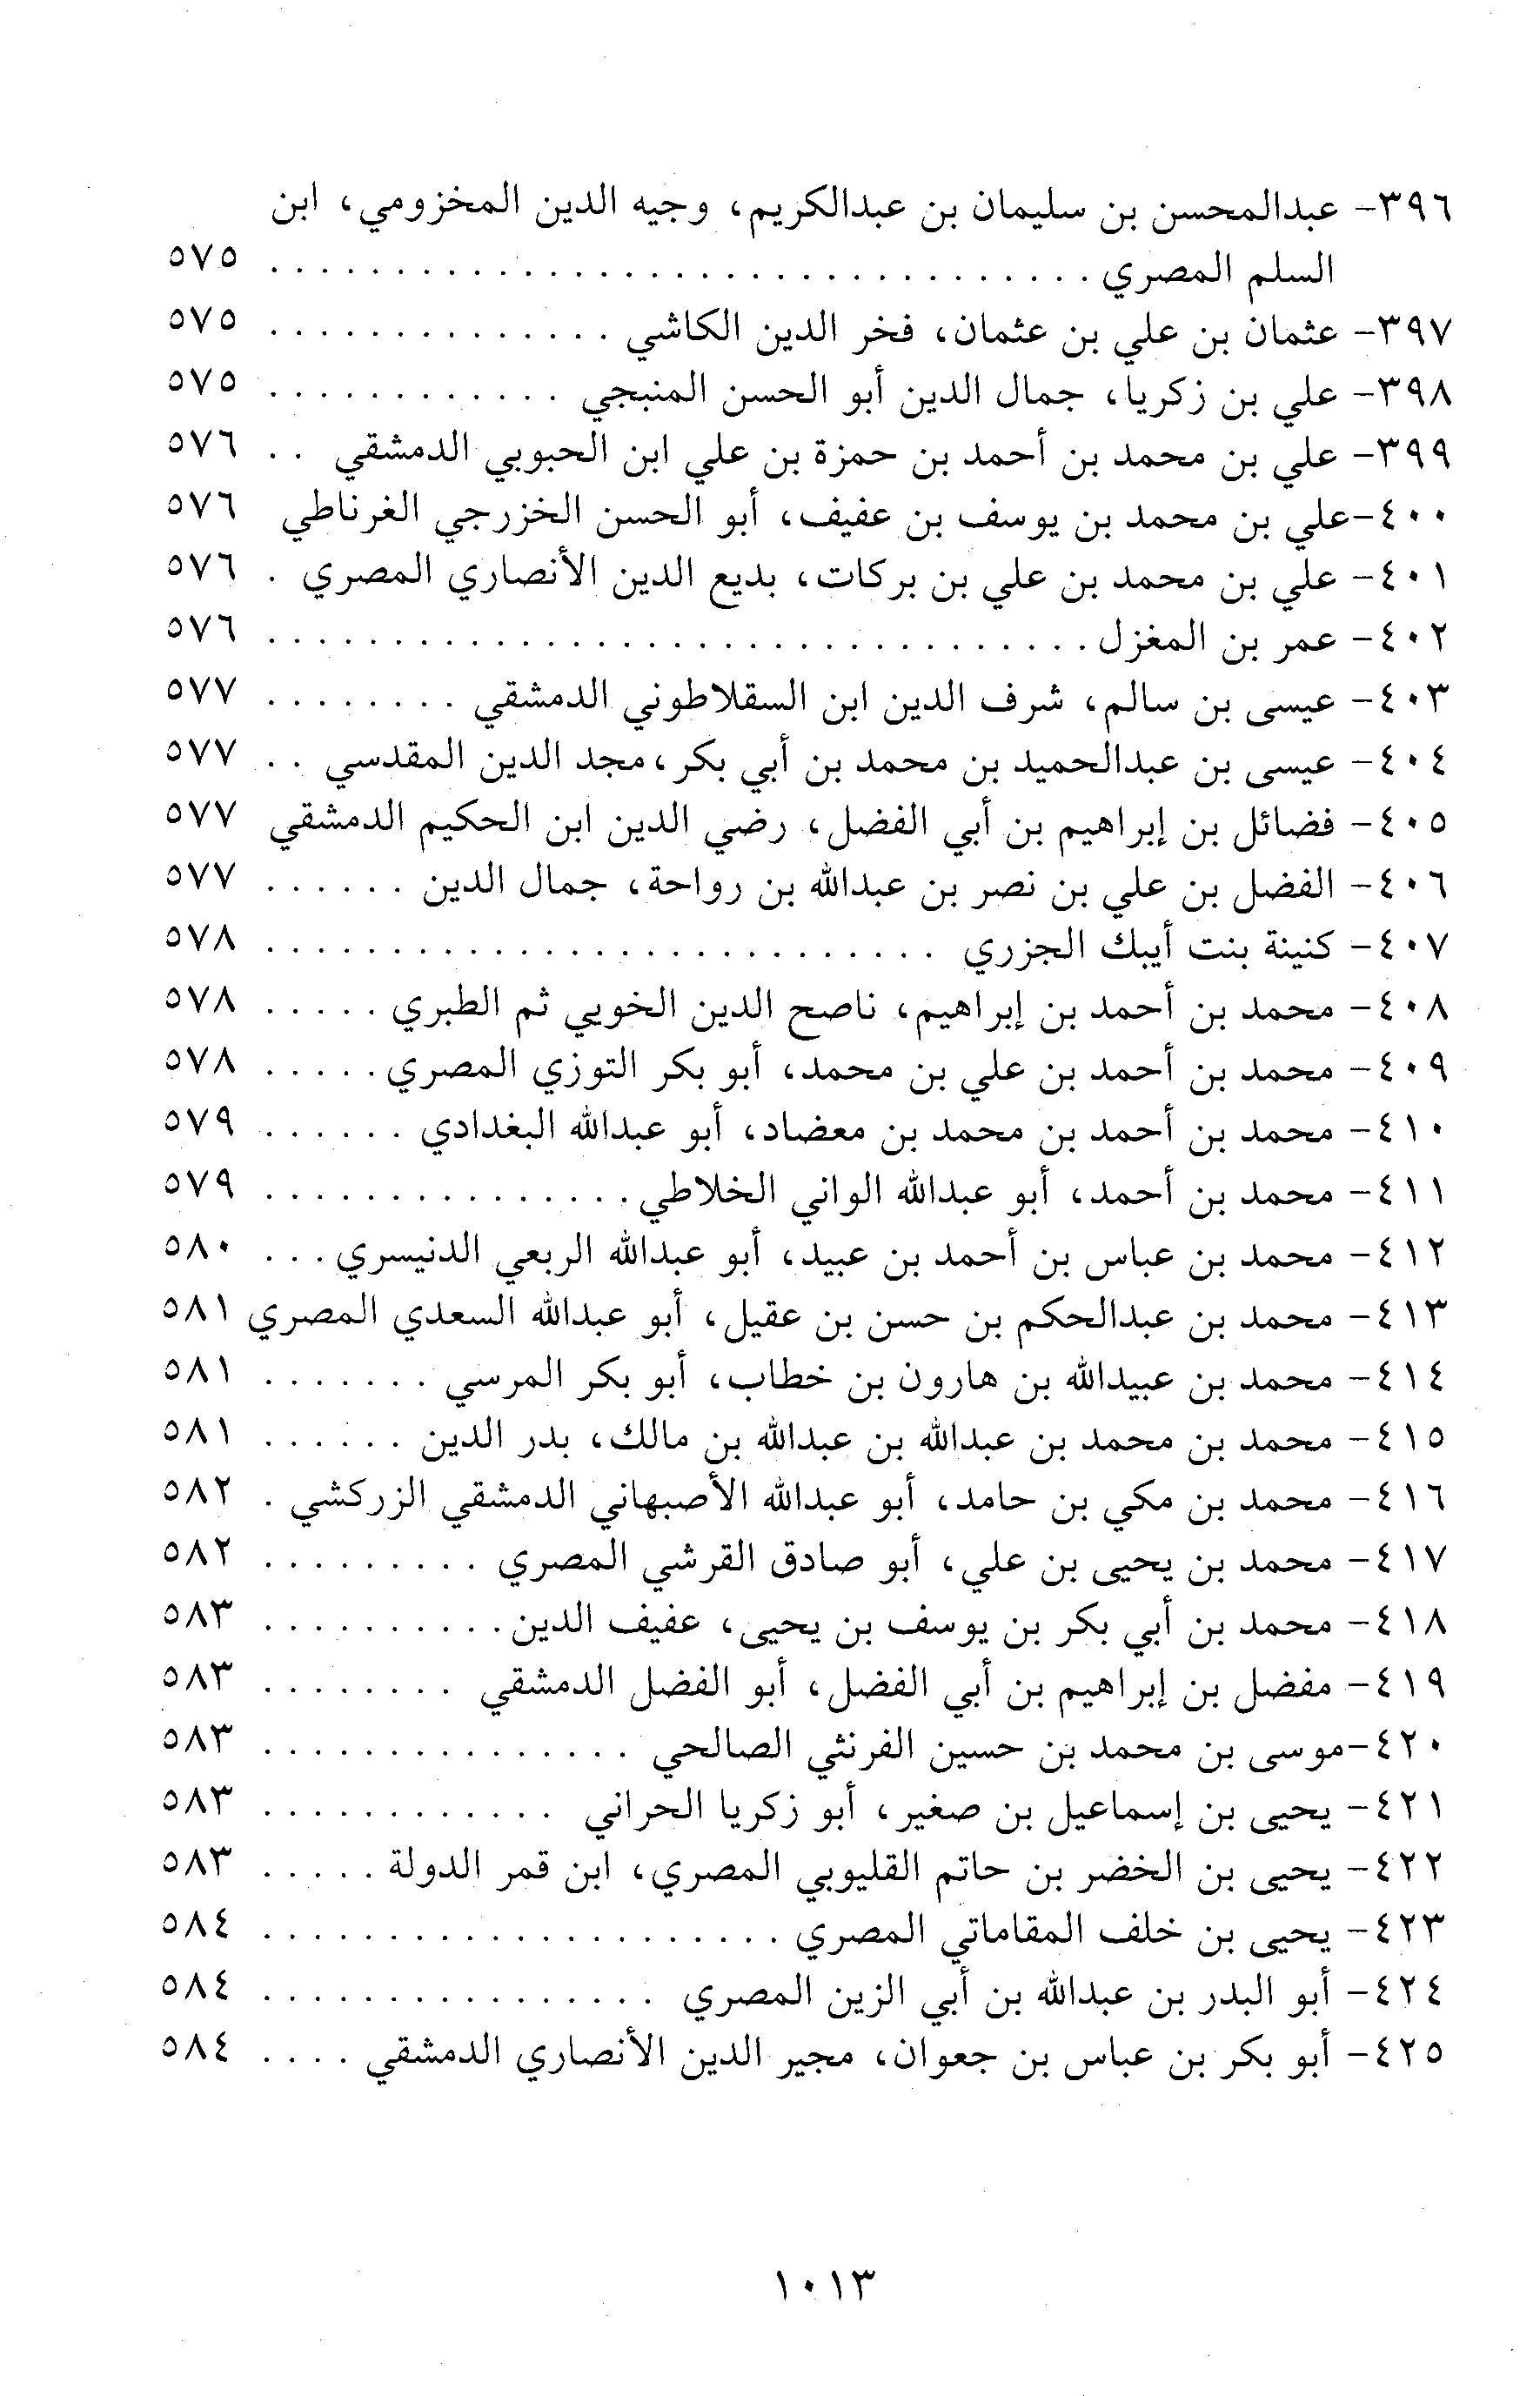 ٣٩٦- عبدالمحسن بن سليمان بن عبدالكريم، وجيه الدين المخزومي، ابن
السلم المصري . . . . . . . . . . . . . . . . . . . . . . . . . . . . . . . . . ٥٧٥
٣٩٧- عثمان بن علي بن عثمان، فخر الدين الكاشي . . . . . . . . . . . . . . ٥٧٥
٣٩٨- علي بن زكريا، جمال الدين أبو الحسن المنبجي . . . . . . . . . . . . ٥٧٥
٣٩٩- علي بن محمد بن أحمد بن حمزة بن علي ابن الحبوبي الدمشقي . . ٥٧٦
٤٠٠-علي بن محمد بن يوسف بن عفيف، أبو الحسن الخزرجي الغرناطي ٥٧٦
٤٠١- علي بن محمد بن علي بن بركات، بديع الدين الأنصاري المصري . ٥٧٦
٤٠٢- عمر بن المغزل . . . . . . . . . . . . . . . . . . . . . . . . . . . . . . . . . ٥٧٦
٤٠٣- عيسى بن سالم، شرف الدين ابن السقلاطوني الدمشقي . . . . . . . . ٥٧٧
٤٠٤- عيسى بن عبدالحميد بن محمد بن أبي بكر، مجد الدين المقدسي . . ٥٧٧
٤٠٥- فضائل بن إبراهيم بن أبي الفضل، رضي الدين ابن الحكيم الدمشقي ٥٧٧
٤٠٦- الفضل بن علي بن نصر بن عبدالله بن رواحة، جمال الدين . . . . . . ٥٧٧
٤٠٧- كنينة بنت أيبك الجزري . . . . . . . . . . . . . . . . . . . . . . . . . . . ٥٧٨
٤٠٨- محمد بن أحمد بن إبراهيم، ناصح الدين الخويي ثم الطبري . . . . . ٥٧٨
٤٠٩- محمد بن أحمد بن علي بن محمد، أبو بكر التوزي المصري . . . . . ٥٧٨
٤١٠- محمد بن أحمد بن محمد بن معضاد، أبو عبدالله البغدادي . . . . . . ٥٧٩
٤١١- محمد بن أحمد، أبو عبدالله الواني الخلاطي . . . . . . . . . . . . . . . ٥٧٩
٤١٢- محمد بن عباس بن أحمد بن عبيد، أبو عبدالله الربعي الدنيسري . . . ٥٨٠
٤١٣- محمد بن عبدالحكم بن حسن بن عقيل، أبو عبدالله السعدي المصري ٥٨١
٤١٤- محمد بن عبيدالله بن هارون بن خطاب، أبو بكر المرسي . . . . . . . ٥٨١
٤١٥- محمد بن محمد بن عبدالله بن عبدالله بن مالك، بدر الدين . . . . . . ٥٨١
٤١٦- محمد بن مكي بن حامد، أبو عبدالله الأصبهاني الدمشقي الزركشي . ٥٨٢
٤١٧- محمد بن يحيى بن علي، أبو صادق القرشي المصري . . . . . . . . . ٥٨٢
٤١٨- محمد بن أبي بكر بن يوسف بن يحيى، عفيف الدين . . . . . . . . . . ٥٨٣
٤١٩- مفضل بن إبراهيم بن أبي الفضل، أبو الفضل الدمشقي . . . . . . . . ٥٨٣
٤٢٠-موسى بن محمد بن حسين الفرنثي الصالحي . . . . . . . . . . . . . . . ٥٨٣
٤٢١- يحيى بن إسماعيل بن صغير، أبو زكريا الحراني . . . . . . . . . . . . ٥٨٣
٤٢٢- يحيى بن الخضر بن حاتم القليوبي المصري، ابن قمر الدولة . . . . . ٥٨٣
٤٢٣- يحيى بن خلف المقاماتي المصري . . . . . . . . . . . . . . . . . . . . . ٥٨٤
٤٢٤- أبو البدر بن عبدالله بن أبي الزين المصري . . . . . . . . . . . . . . . . ٥٨٤
٤٢٥- أبو بكر بن عباس بن جعوان، مجير الدين الأنصاري الدمشقي . . . . ٥٨٤
١٠١٣